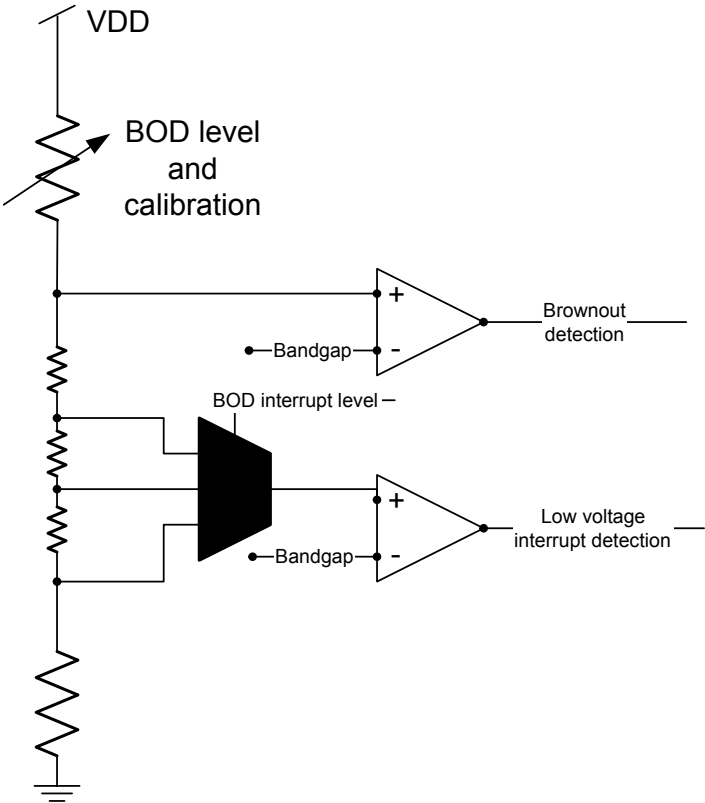 VDD
BOD level
and
calibration
+
Brownout
detection
Bandgap
-
BOD interrupt level
+
Low voltage
interrupt detection
Bandgap
-